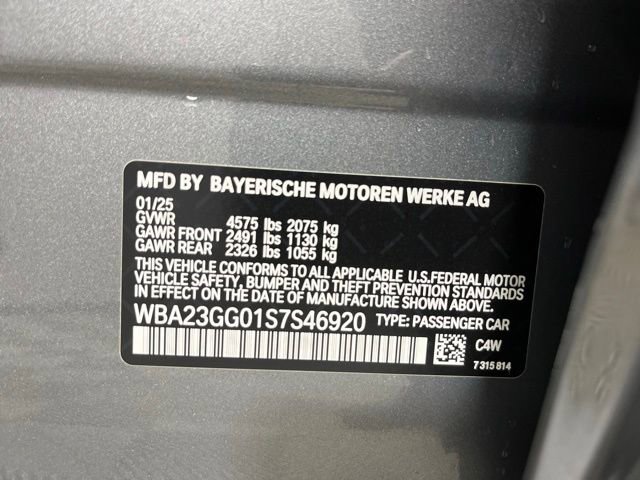 MFD BY BAYERISCHE MOTOREN WERKE AG
01/25
GVWR 4575 lbs 2075 kg
GAWR FRONT 2491 lbs 1130 kg
GAWR REAR 2326 lbs 1055 kg
THIS VEHICLE CONFORMS TO ALL APPLICABLE U.S.FEDERAL MOTOR
VEHICLE SAFETY, BUMPER AND THEFT PREVENTION STANDARDS
IN EFFECT ON THE DATE OF MANUFACTURE SHOWN ABOVE.
WBA23GG01S7S46920 TYPE: PASSENGER CAR
C4W
7315814